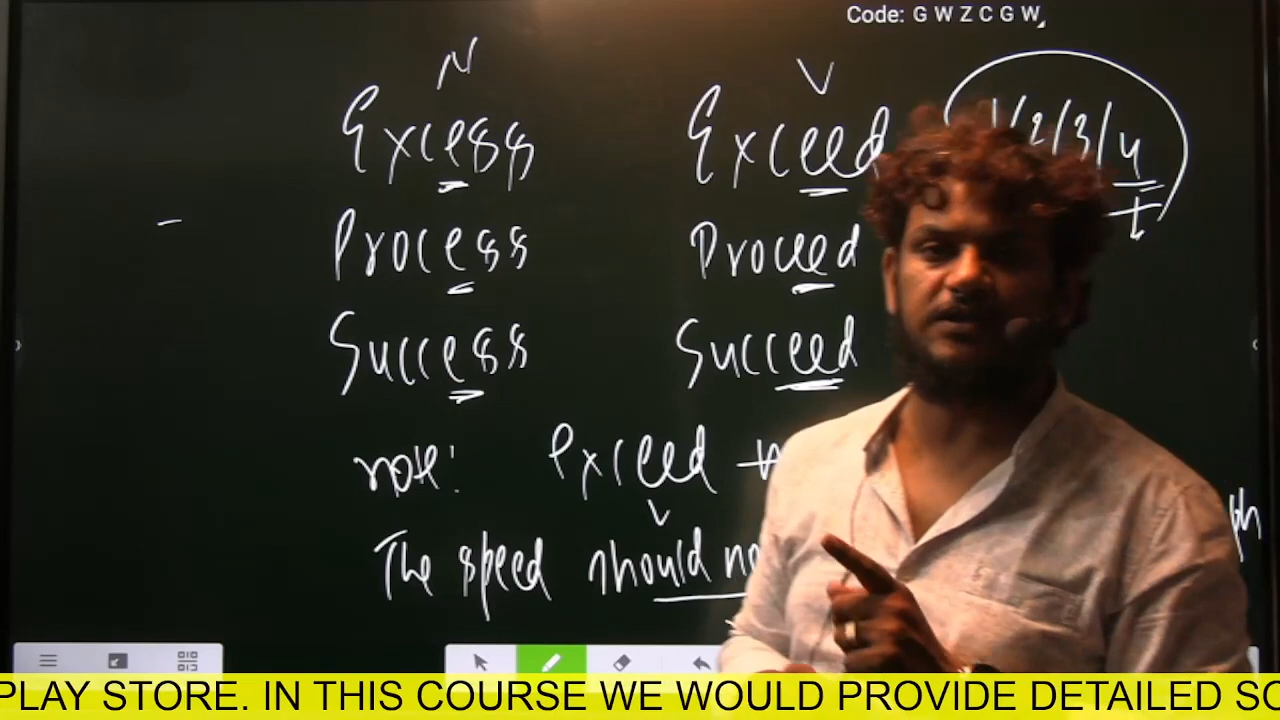 Code: G W Z C G W
N V
Excess Exceed 1/2/3/4
t
Process Proceed
Success Succeed
note: exceed
V
The speed should no
PLAY STORE. IN THIS COURSE WE WOULD PROVIDE DETAILED SO